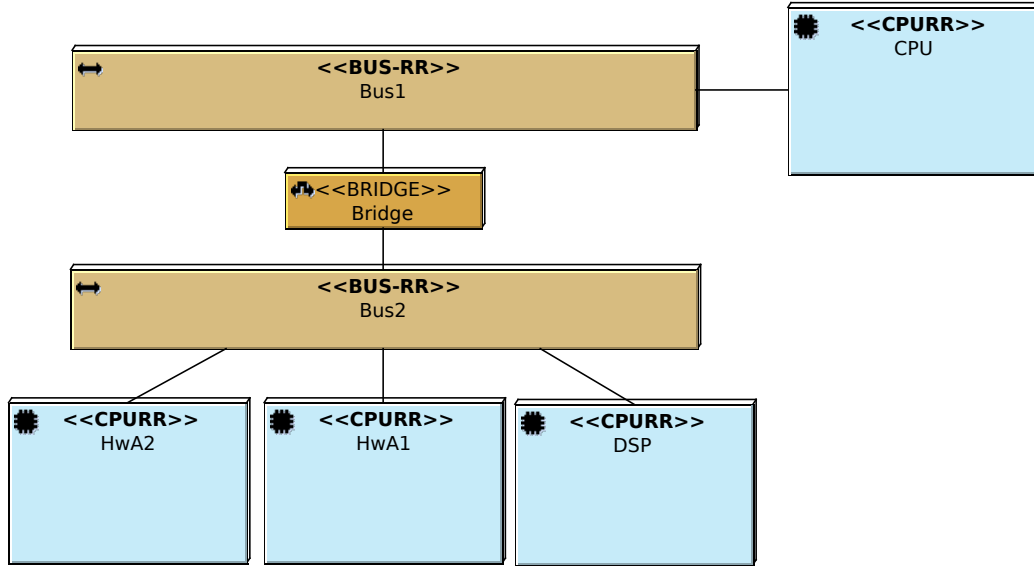 <<CPURR>>
CPU
<<BUS-RR>>
Bus1
<<BRIDGE>>
Bridge
<<BUS-RR>>
Bus2
<<CPURR>>
HwA2
<<CPURR>>
HwA1
<<CPURR>>
DSP